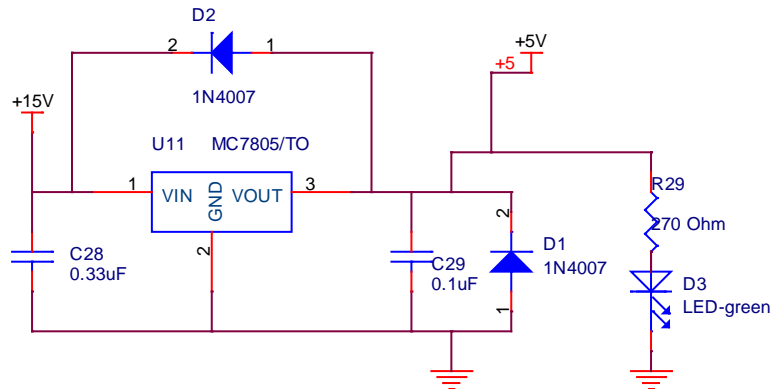 D2
+5V
2
1
+5
1N4007
+15V
U11
MC7805/TO
1
VIN
GND
VOUT
3
R29
2
2
270 Ohm
D1
C28
0.33uF
C29
0.1uF
1N4007
D3
LED-green
1